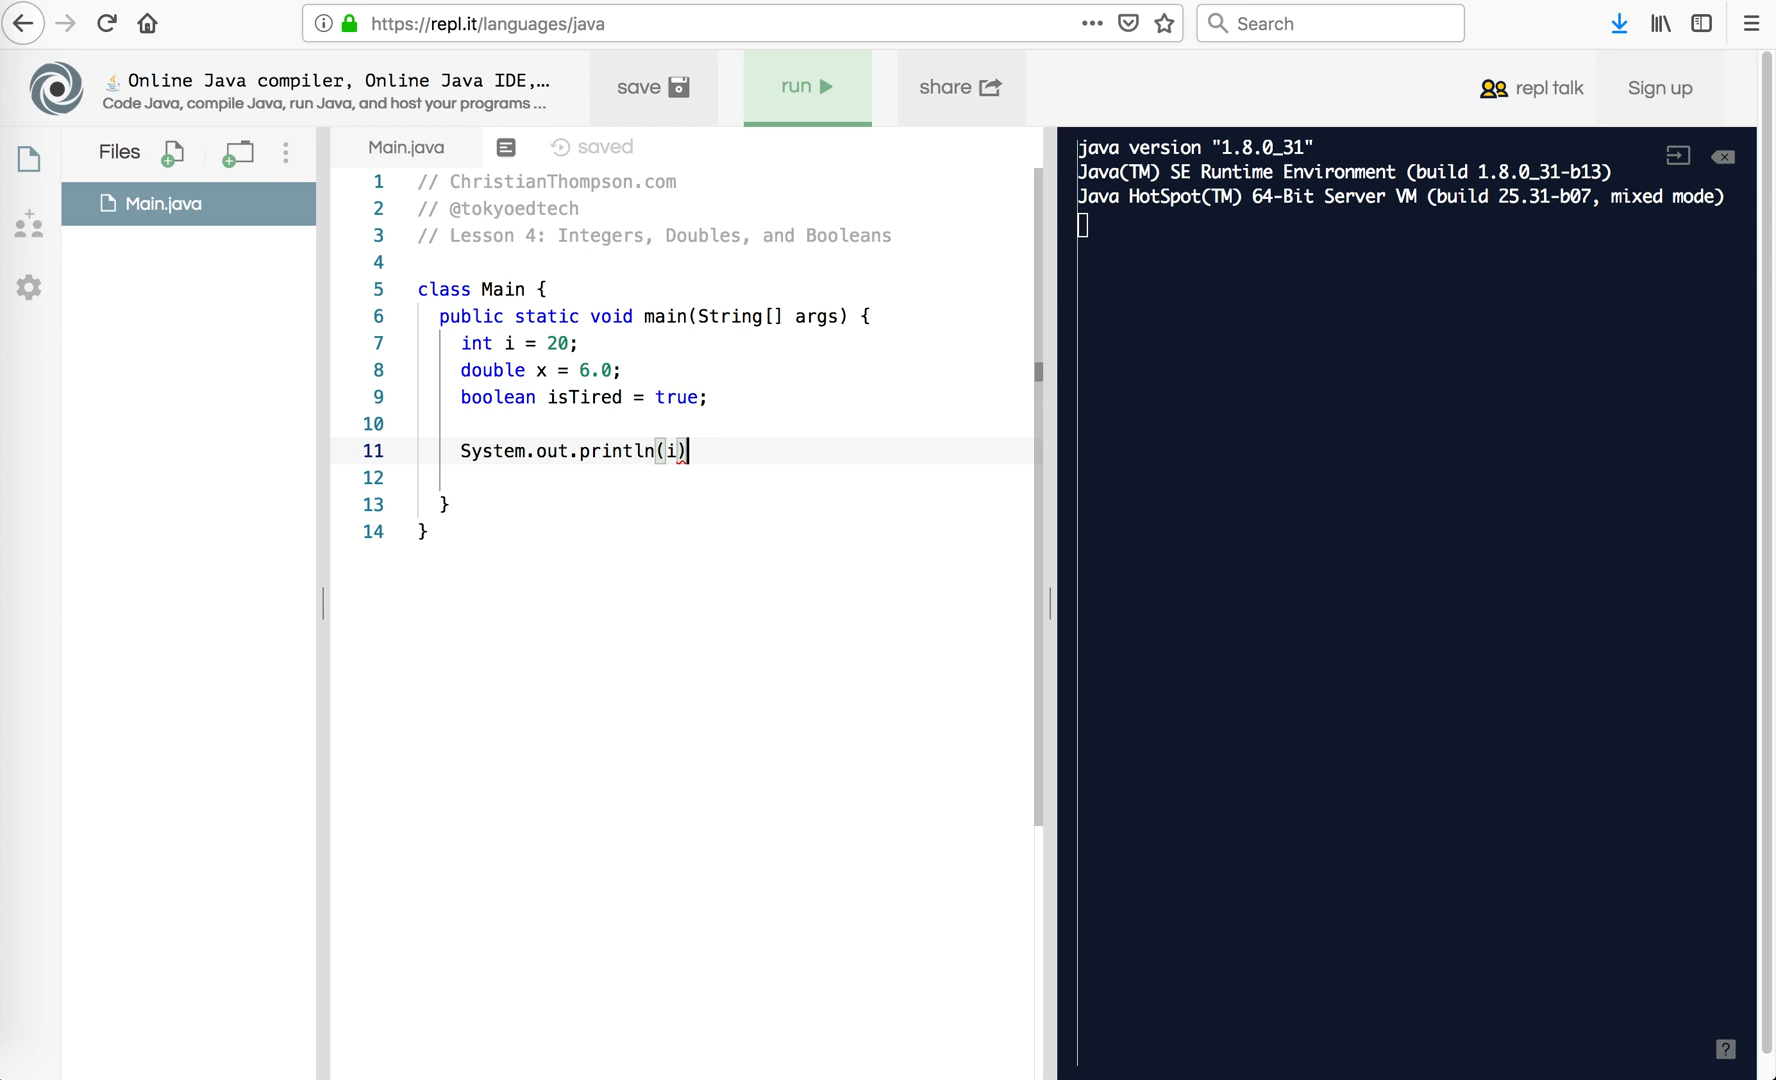 https://repl.it/languages/java
Search
Online Java compiler, Online Java IDE,...
Code Java, compile Java, run Java, and host your programs ...
save
run
share
repl talk
Sign up
Files
Main.java
Main.java
saved
1 // ChristianThompson.com
2 // @tokyoedtech
3 // Lesson 4: Integers, Doubles, and Booleans
4
5 class Main {
6 public static void main(String[] args) {
7 int i = 20;
8 double x = 6.0;
9 boolean isTired = true;
10
11 System.out.println(i)
12
13 }
14 }
java version "1.8.0_31"
Java(TM) SE Runtime Environment (build 1.8.0_31-b13)
Java HotSpot(TM) 64-Bit Server VM (build 25.31-b07, mixed mode)
?